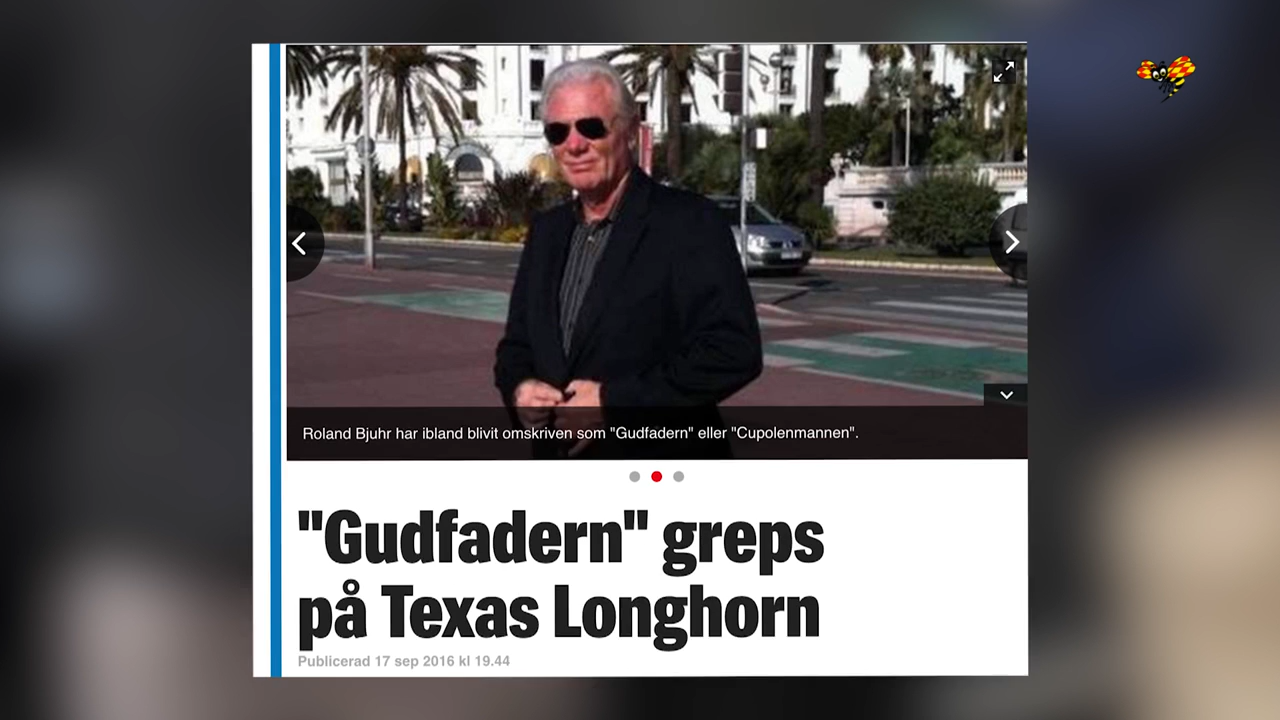 Roland Bjuhr har ibland blivit omskriven som "Gudfadern" eller "Cupolenmannen".
"Gudfadern" greps
på Texas Longhorn
Publicerad 17 sep 2016 kl 19.44